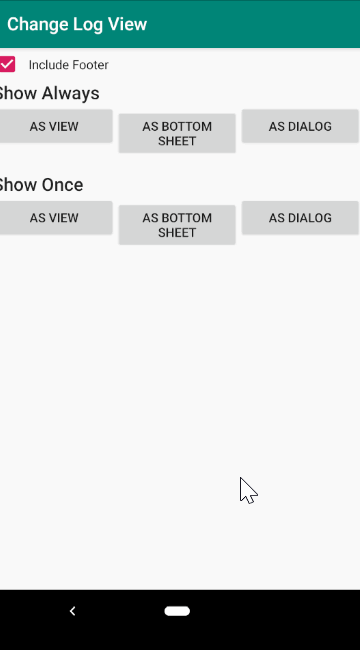 Change Log View
Include Footer
Show Always
AS VIEW
AS BOTTOM
SHEET
AS DIALOG
Show Once
AS VIEW
AS BOTTOM
SHEET
AS DIALOG